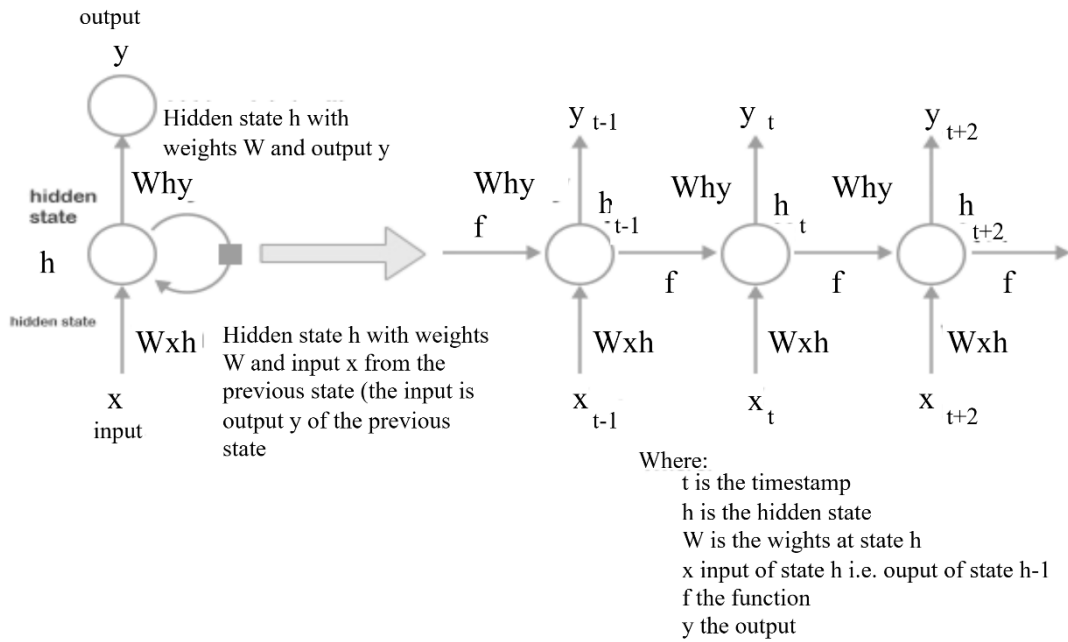 output
y
Hidden state h with
weights W and output y
Why
hidden
state
h
hidden state
Wxh
x
input
Hidden state h with weights
W and input x from the
previous state (the input is
output y of the previous
state
y t-1 y t y t+2
Why Why Why
h t-1 h t h t+2
f f f f
Wxh Wxh Wxh
x t-1 x t x t+2
Where:
t is the timestamp
h is the hidden state
W is the wights at state h
x input of state h i.e. ouput of state h-1
f the function
y the output